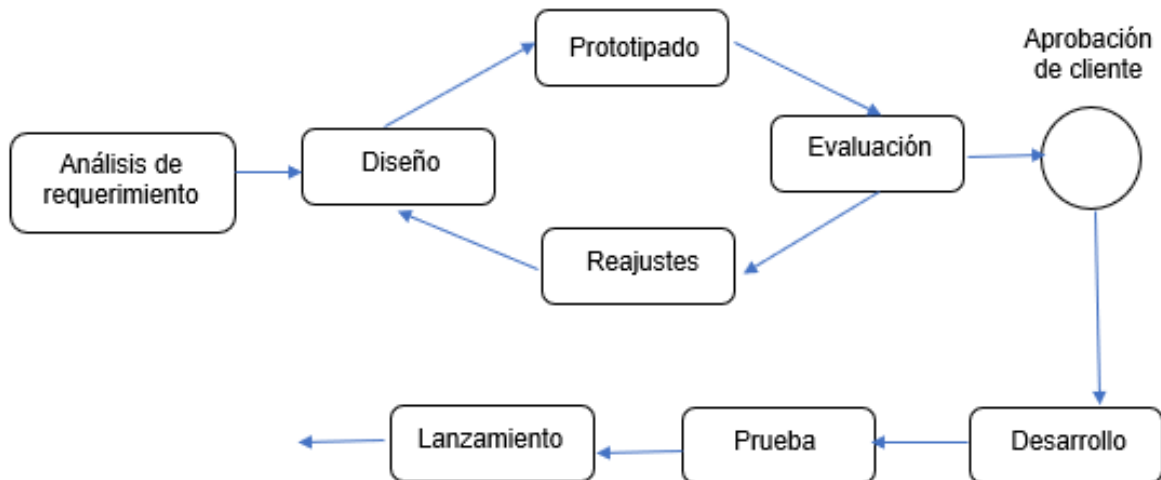 Prototipado
Aprobación
de cliente
Análisis de
requerimiento
Diseño
Evaluación
Reajustes
Lanzamiento
Prueba
Desarrollo